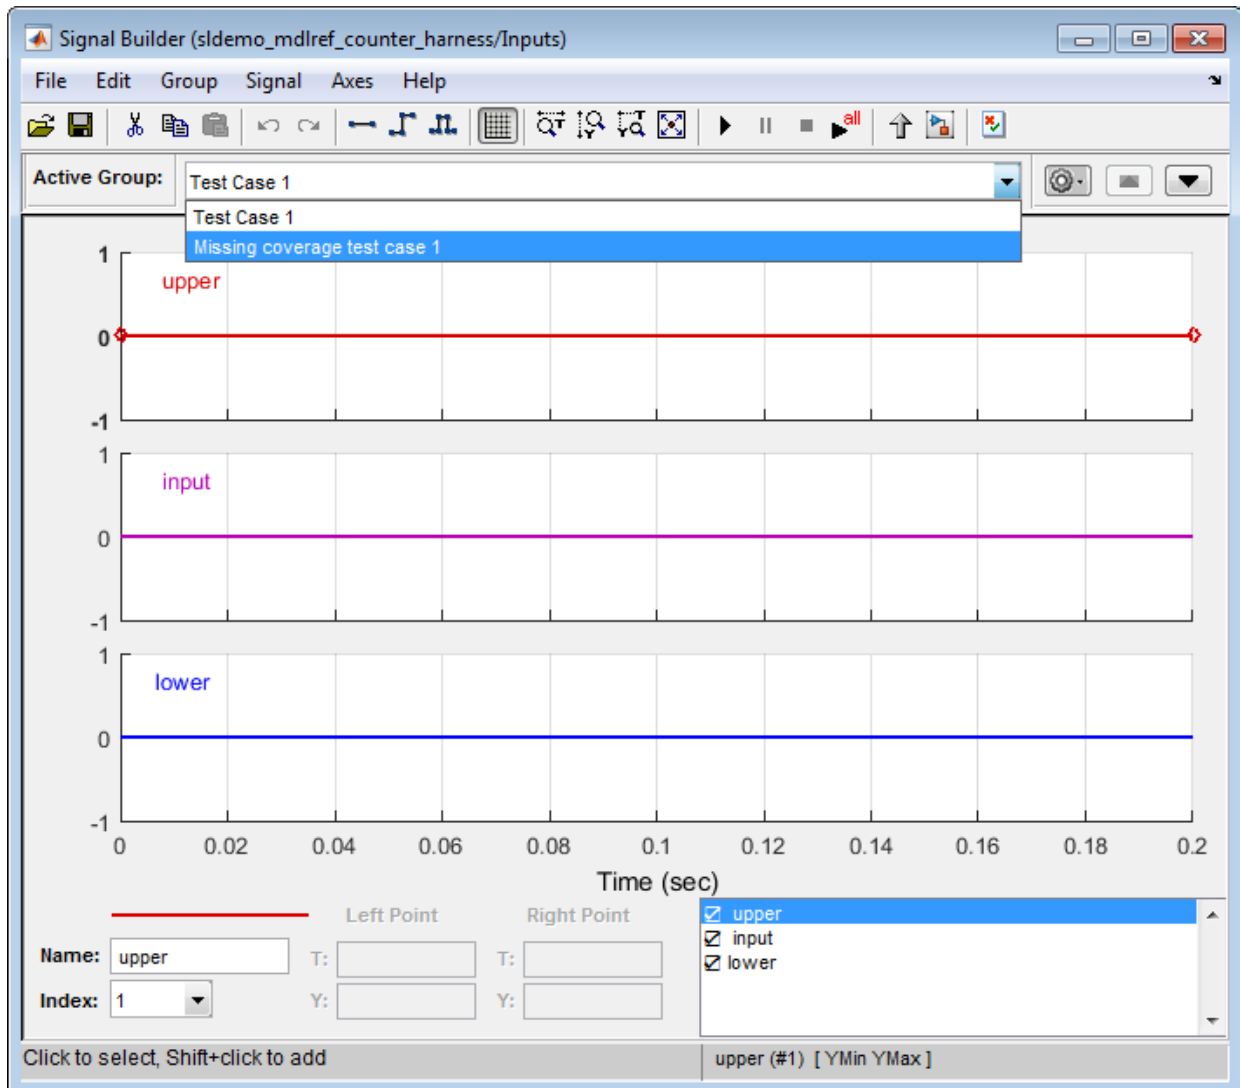 Signal Builder (sldemo_mdlref_counter_harness/Inputs)
File Edit Group Signal Axes Help
all
Active Group: Test Case 1
Test Case 1
Missing coverage test case 1
1
upper
0
-1
1
input
0
-1
1
lower
0
-1
0 0.02 0.04 0.06 0.08 0.1 0.12 0.14 0.16 0.18 0.2
Time (sec)
Left Point Right Point
Name: upper T: T:
Index: 1 Y: Y:
upper
input
lower
Click to select, Shift+click to add upper (#1) [ YMin YMax ]